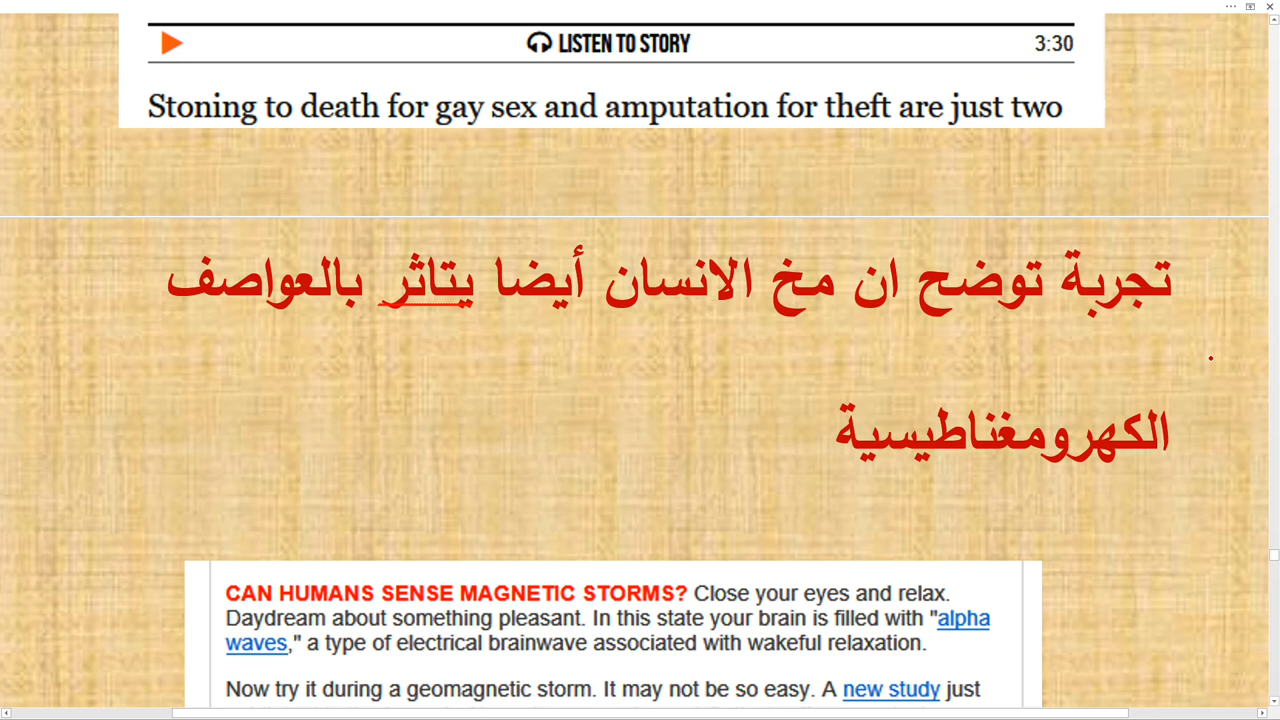 LISTEN TO STORY 3:30
Stoning to death for gay sex and amputation for theft are just two
تجربة توضح ان مخ الانسان أيضا يتاثر بالعواصف
الكهرومغناطيسية
CAN HUMANS SENSE MAGNETIC STORMS? Close your eyes and relax.
Daydream about something pleasant. In this state your brain is filled with "alpha
waves," a type of electrical brainwave associated with wakeful relaxation.
Now try it during a geomagnetic storm. It may not be so easy. A new study just